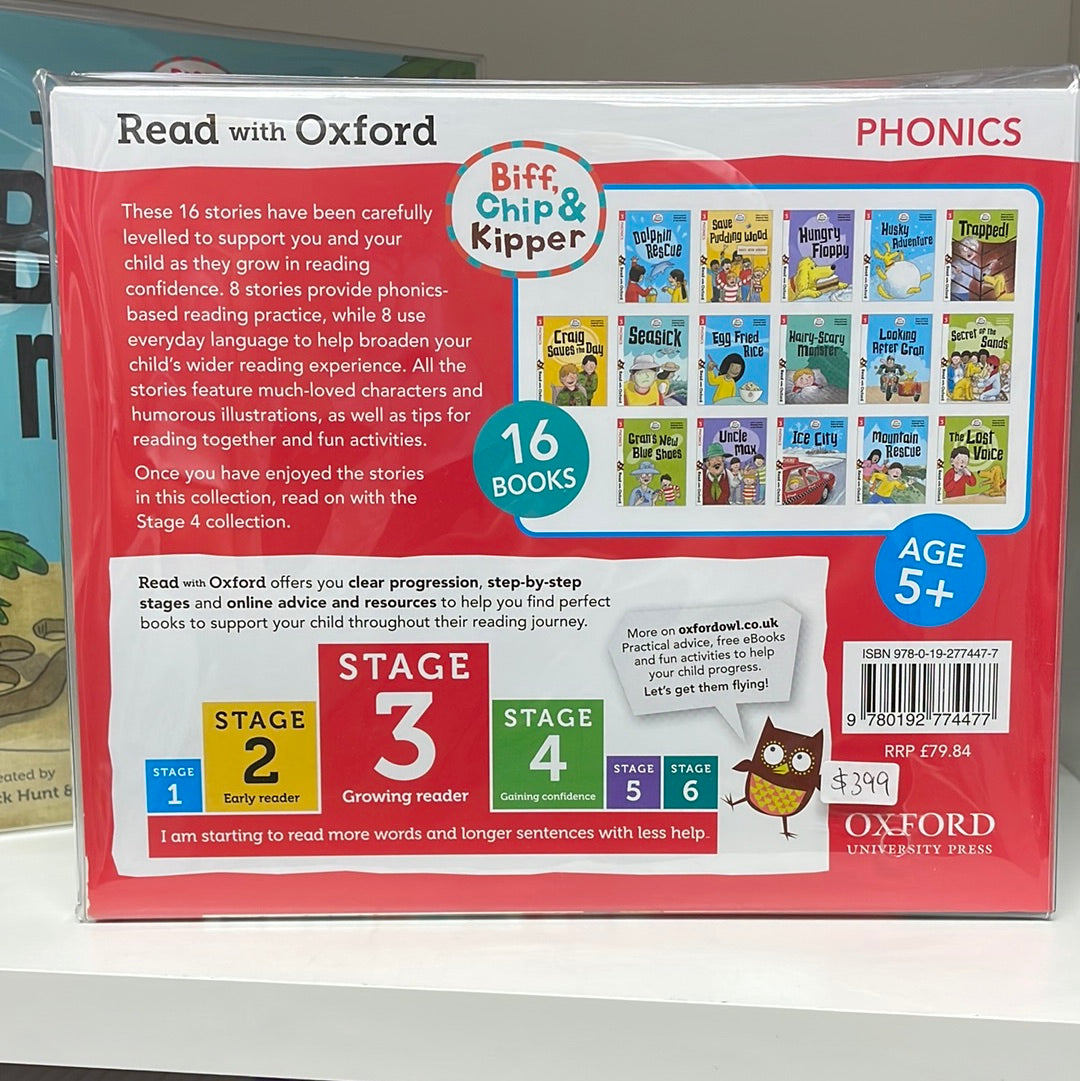 Read with Oxford
PHONICS
Biff,
Chip &
Kipper
These 16 stories have been carefully
levelled to support you and your
child as they grow in reading
confidence. 8 stories provide phonics-
based reading practice, while 8 use
everyday language to help broaden your
child's wider reading experience. All the
stories feature much-loved characters and
humorous illustrations, as well as tips for
reading together and fun activities.
Once you have enjoyed the stories
in this collection, read on with the
Stage 4 collection.
16
BOOKS
Dolphin
Rescue
Save
Pudding Wood
Hungry
Floppy
Husky
Adventure
Trapped!
Craig
Saves the Day
Seasick
Egg Fried
Rice
Hairy-Scary
Monster
Looking
After Gran
Secret of the
Sands
Gran's New
Blue Shoes
Uncle
Max
Ice City
Mountain
Rescue
The Lost
Voice
AGE
5+
Read with Oxford offers you clear progression, step-by-step
stages and online advice and resources to help you find perfect
books to support your child throughout their reading journey.
More on oxfordowl.co.uk
Practical advice, free eBooks
and fun activities to help
your child progress.
Let's get them flying!
STAGE
1
STAGE
2
Early reader
STAGE
3
Growing reader
STAGE
4
Gaining confidence
STAGE
5
STAGE
6
I am starting to read more words and longer sentences with less help.
ISBN 978-0-19-277447-7
9 780192 774477
RRP £79.84
$399
OXFORD
UNIVERSITY PRESS
eated by
k Hunt &